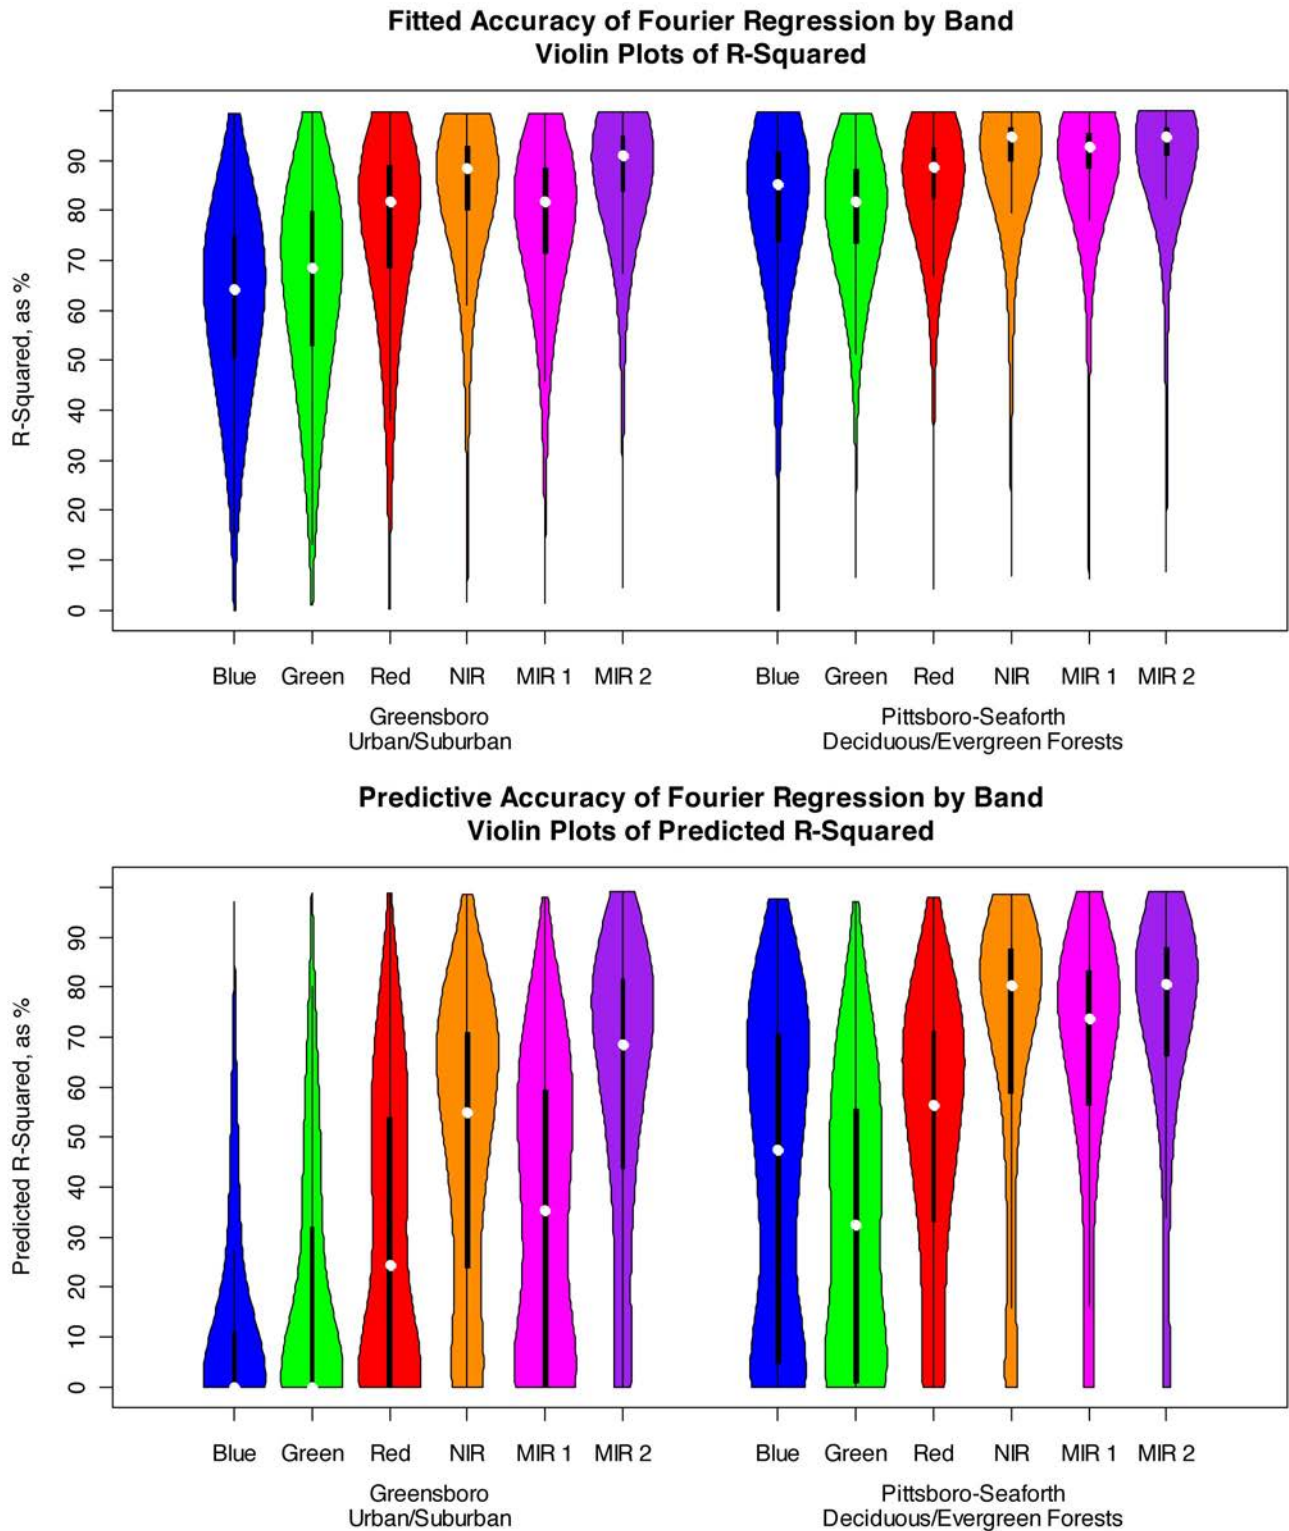 Fitted Accuracy of Fourier Regression by Band
Violin Plots of R-Squared
R-Squared, as %
90
80
70
60
50
40
30
20
10
0
Blue Green Red NIR MIR 1 MIR 2 Blue Green Red NIR MIR 1 MIR 2
Greensboro Pittsboro-Seaforth
Urban/Suburban Deciduous/Evergreen Forests
Predictive Accuracy of Fourier Regression by Band
Violin Plots of Predicted R-Squared
Predicted R-Squared, as %
90
80
70
60
50
40
30
20
10
0
Blue Green Red NIR MIR 1 MIR 2 Blue Green Red NIR MIR 1 MIR 2
Greensboro Pittsboro-Seaforth
Urban/Suburban Deciduous/Evergreen Forests